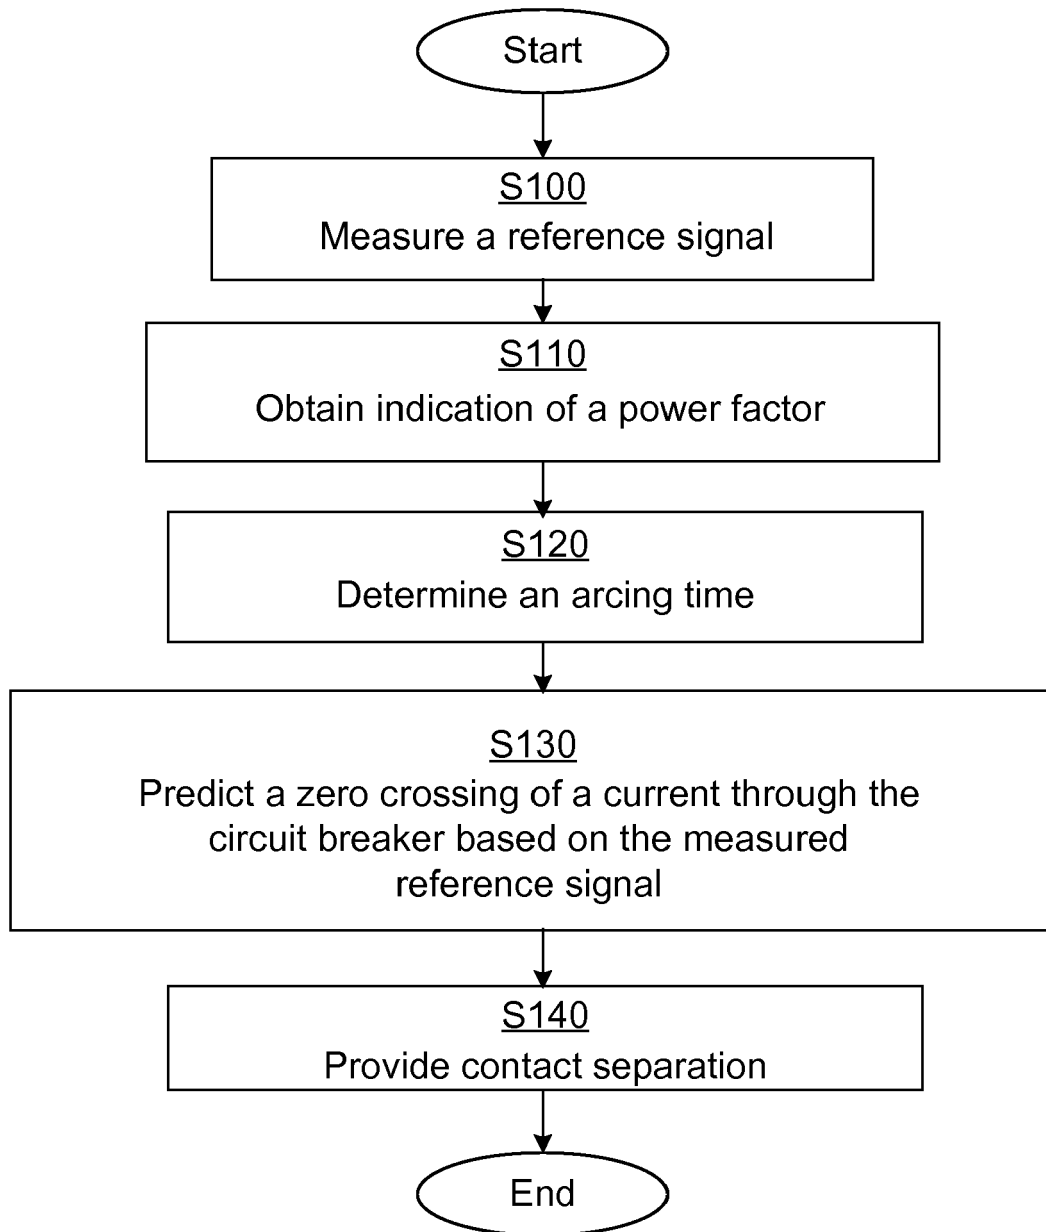 Start
S100
Measure a reference signal
S110
Obtain indication of a power factor
S120
Determine an arcing time
S130
Predict a zero crossing of a current through the
circuit breaker based on the measured
reference signal
S140
Provide contact separation
End